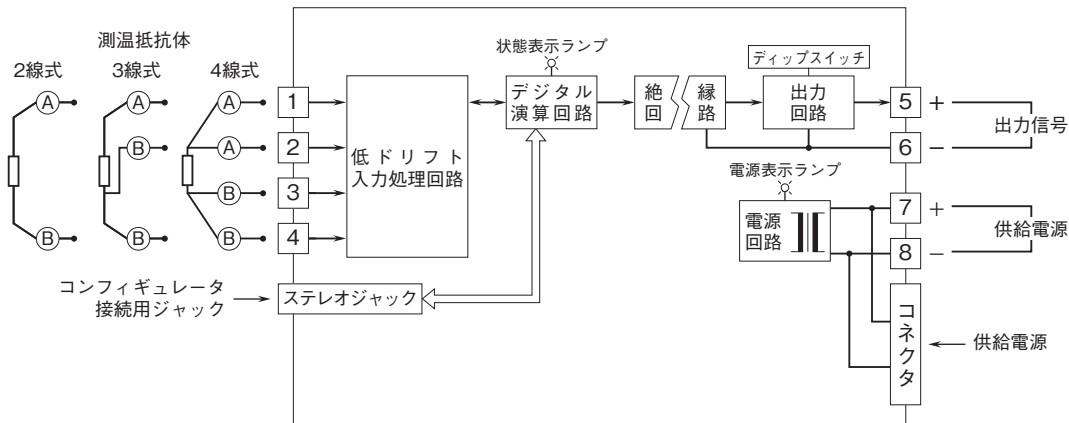 測温抵抗体
2線式
3線式
4線式
A
B
A
B
B
A
A
B
B
1
2
3
4
低ドリフト
入力処理回路
状態表示ランプ
デジタル
演算回路
絶縁
回路
ディップスイッチ
出力
回路
5
+
6
−
出力信号
電源表示ランプ
電源
回路
7
+
8
−
供給電源
コンフィギュレータ
接続用ジャック
ステレオジャック
コネクタ
供給電源